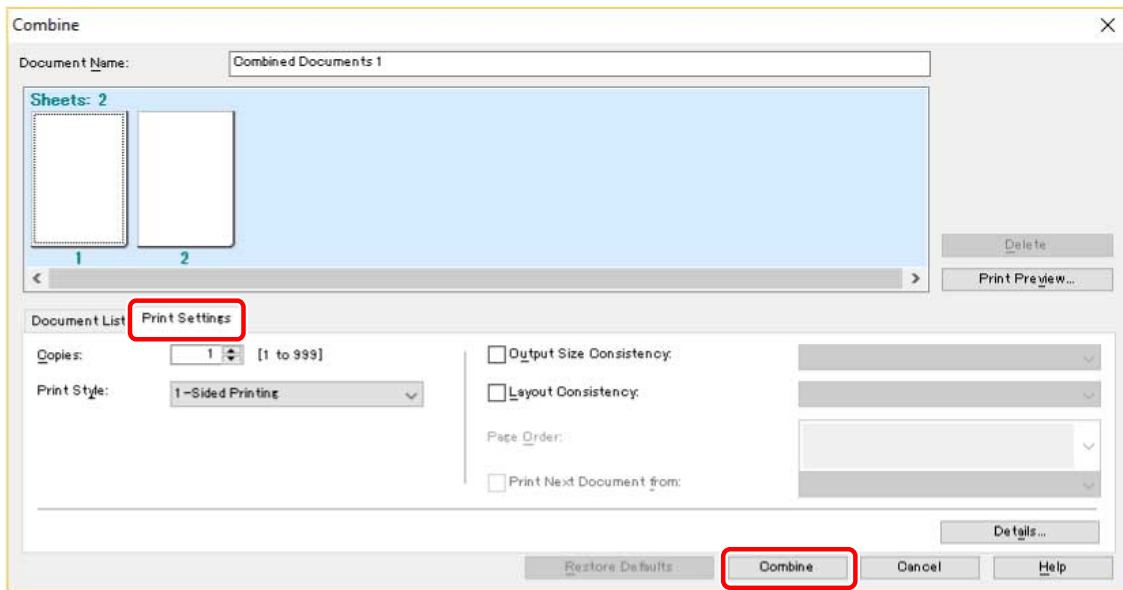 Combine
Document Name: Combined Documents 1
Sheets: 2
1 2
Delete
Print Preview...
Document List Print Settings
Copies: 1 [1 to 999]
Output Size Consistency:
Print Style: 1-Sided Printing
Layout Consistency:
Page Order:
Print Next Document from:
Details...
Restore Defaults Combine Cancel Help